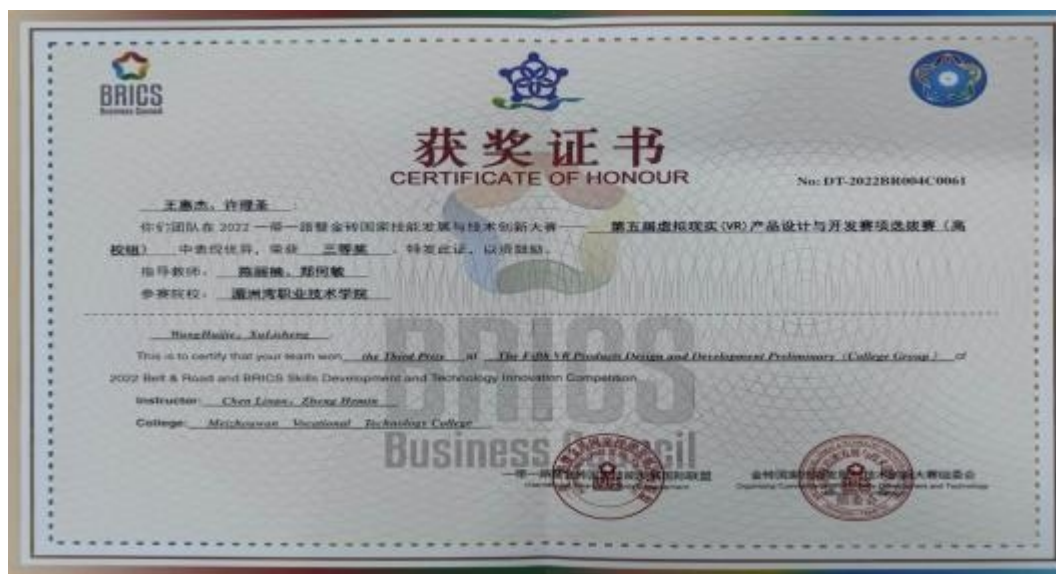 BRICS
Business Council
获奖证书
CERTIFICATE OF HONOUR
No: DT-2022BR004C0061
王惠杰、许理圣 :
你们团队在 2022 一带一路暨金砖国家技能发展与技术创新大赛—— 第五届虚拟现实(VR)产品设计与开发赛项选拔赛（高
校组） 中表现优异，荣获 三等奖 ，特发此证，以资鼓励。
指导教师： 陈丽楠、郑何敏
参赛院校： 湄洲湾职业技术学院
WangHuijie、XuLisheng
This is to certify that your team won the Third Prize at The Fifth VR Products Design and Development Preliminary (College Group) of
2022 Belt & Road and BRICS Skills Development and Technology Innovation Competition
Instructor: Chen Linan、Zheng Hemin
College: Meizhouwan Vocational Technology College
BRICS
Business Council